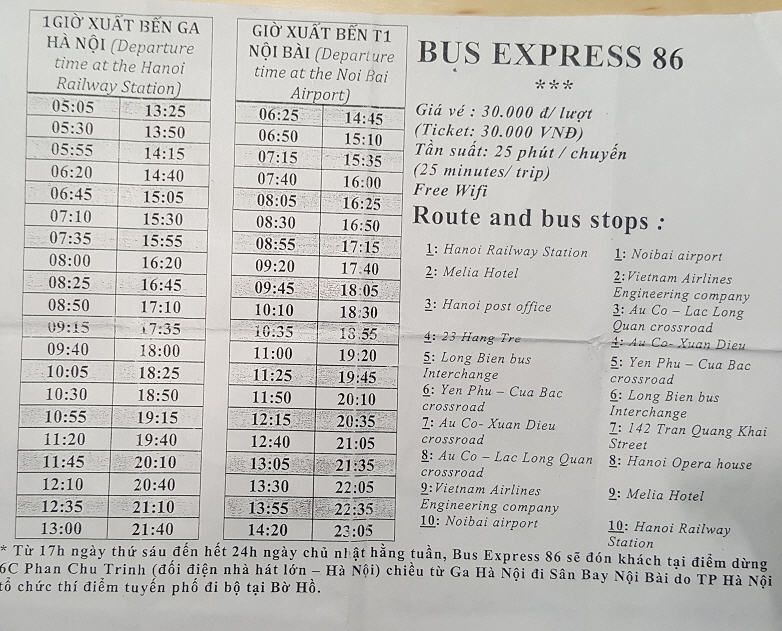 1GIỜ XUẤT BẾN GA
HÀ NỘI (Departure
time at the Hanoi
Railway Station)
05:05 13:25
05:30 13:50
05:55 14:15
06:20 14:40
06:45 15:05
07:10 15:30
07:35 15:55
08:00 16:20
08:25 16:45
08:50 17:10
09:15 17:35
09:40 18:00
10:05 18:25
10:30 18:50
10:55 19:15
11:20 19:40
11:45 20:10
12:10 20:40
12:35 21:10
13:00 21:40
GIỜ XUẤT BẾN T1
NỘI BÀI (Departure
time at the Noi Bai
Airport)
06:25 14:45
06:50 15:10
07:15 15:35
07:40 16:00
08:05 16:25
08:30 16:50
08:55 17:15
09:20 17.40
09:45 18:05
10:10 18:30
10:35 18.55
11:00 19:20
11:25 19:45
11:50 20:10
12:15 20:35
12:40 21:05
13:05 21:35
13:30 22:05
13:55 22:35
14:20 23:05
BUS EXPRESS 86
***
Giá vé : 30.000 đ/ lượt
(Ticket: 30.000 VNĐ)
Tần suất: 25 phút / chuyến
(25 minutes/ trip)
Free Wifi
Route and bus stops :
1: Hanoi Railway Station
2: Melia Hotel
3: Hanoi post office
4: 23 Hang Tre
5: Long Bien bus
Interchange
6: Yen Phu – Cua Bac
crossroad
7: Au Co- Xuan Dieu
crossroad
8: Au Co – Lac Long Quan
crossroad
9:Vietnam Airlines
Engineering company
10: Noibai airport
1: Noibai airport
2:Vietnam Airlines
Engineering company
3: Au Co – Lac Long
Quan crossroad
4: Au Co- Xuan Dieu
5: Yen Phu – Cua Bac
crossroad
6: Long Bien bus
Interchange
7: 142 Tran Quang Khai
Street
8: Hanoi Opera house
9: Melia Hotel
10: Hanoi Railway
Station
* Từ 17h ngày thứ sáu đến hết 24h ngày chủ nhật hằng tuần, Bus Express 86 sẽ đón khách tại điểm dừng
6C Phan Chu Trinh (đối diện nhà hát lớn – Hà Nội) chiều từ Ga Hà Nội đi Sân Bay Nội Bài do TP Hà Nội
tổ chức thí điểm tuyến phố đi bộ tại Bờ Hồ.